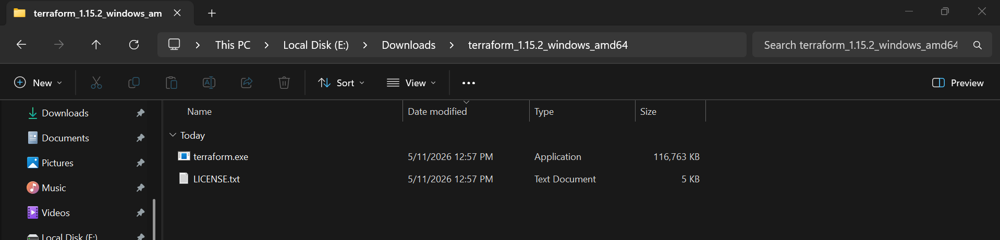 terraform_1.15.2_windows_am
This PC > Local Disk (E:) > Downloads > terraform_1.15.2_windows_amd64
Search terraform_1.15.2_windows_amd64
New
Sort
View
Preview
Downloads
Documents
Pictures
Music
Videos
Local Disk (E:)
Name Date modified Type Size
Today
terraform.exe 5/11/2026 12:57 PM Application 116,763 KB
LICENSE.txt 5/11/2026 12:57 PM Text Document 5 KB